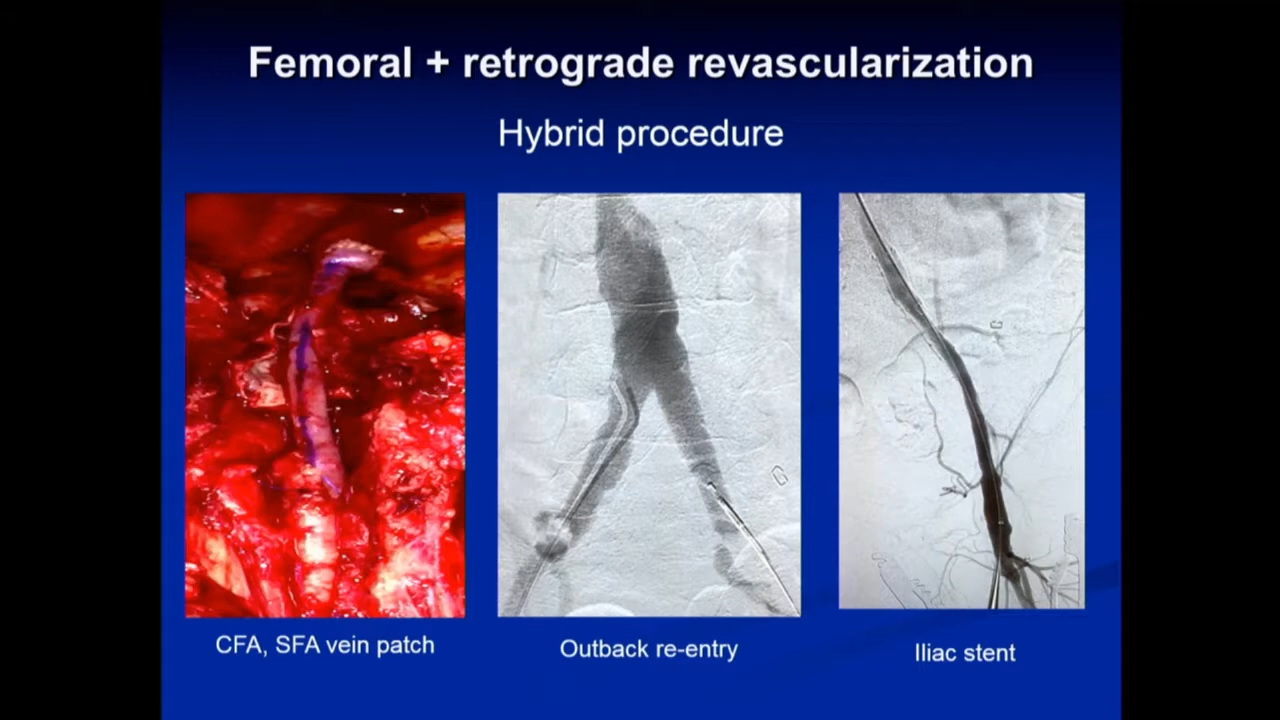 Femoral + retrograde revascularization
Hybrid procedure
CFA, SFA vein patch
Outback re-entry
Iliac stent